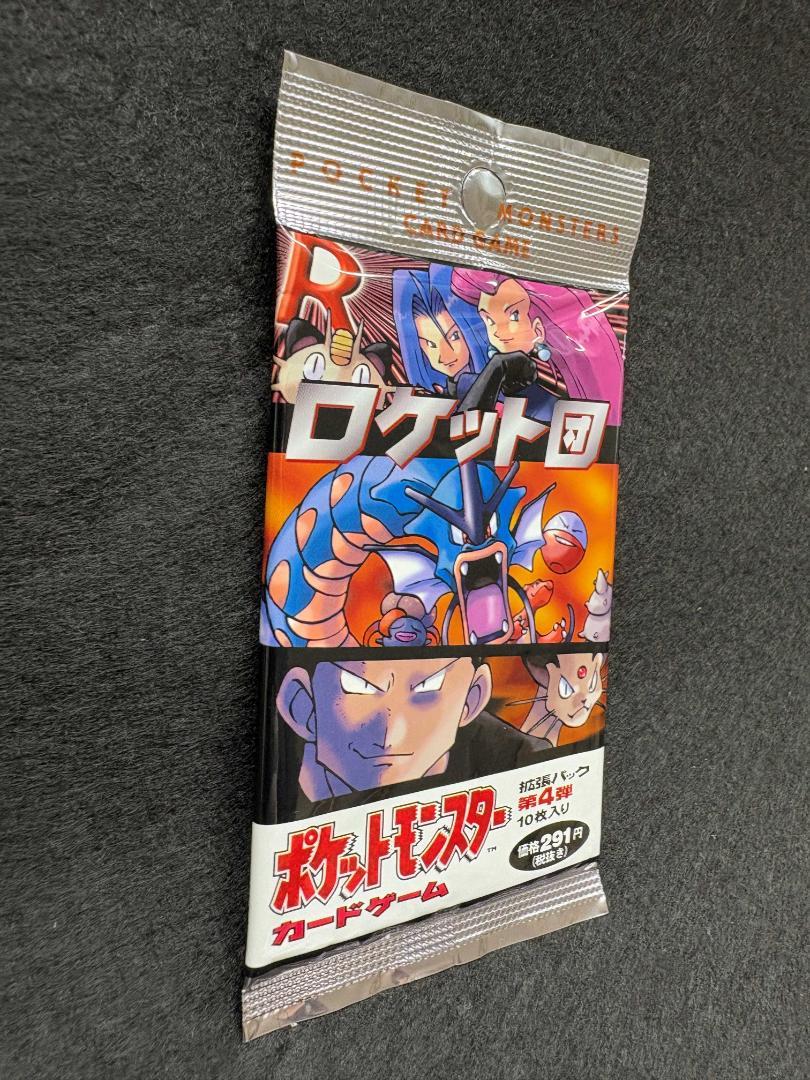 POCKET MONSTERS
CARD GAME
R
ロケット団
ポケットモンスター
TM
カードゲーム
拡張パック
第4弾
10枚入り
価格291円
(税抜き)